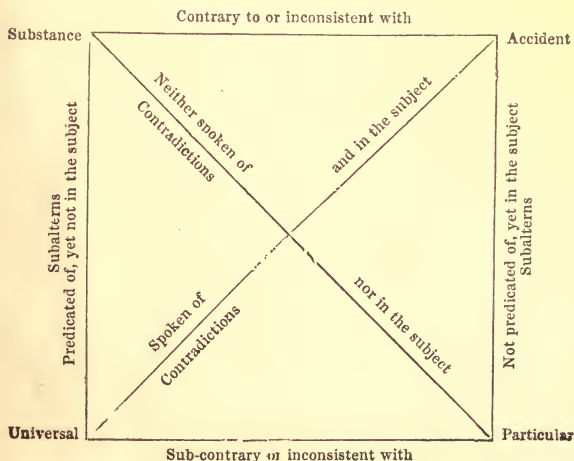 Contrary to or inconsistent with
Substance
Accident
Neither spoken of
Contradictions
and in the subject
Subalterns
Predicated of, yet not in the subject
Not predicated of, yet in the subject
Subalterns
Spoken of
Contradictions
nor in the subject
Universal
Particular
Sub-contrary or inconsistent with